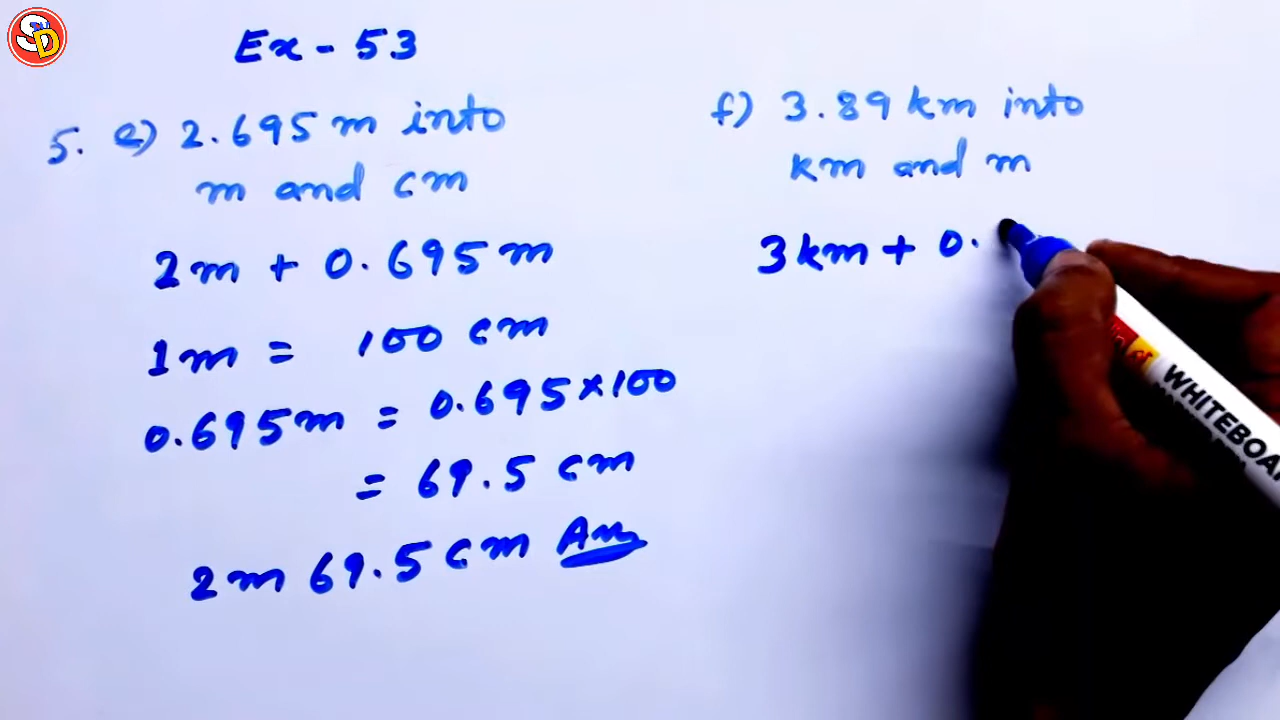 SD
Ex - 53
5. e) 2.695 m into
m and cm
2m + 0.695 m
1m = 100 cm
0.695m = 0.695×100
= 69.5 cm
2m 69.5 cm Ans
f) 3.89 km into
km and m
3 km + 0.
WHITEBOA